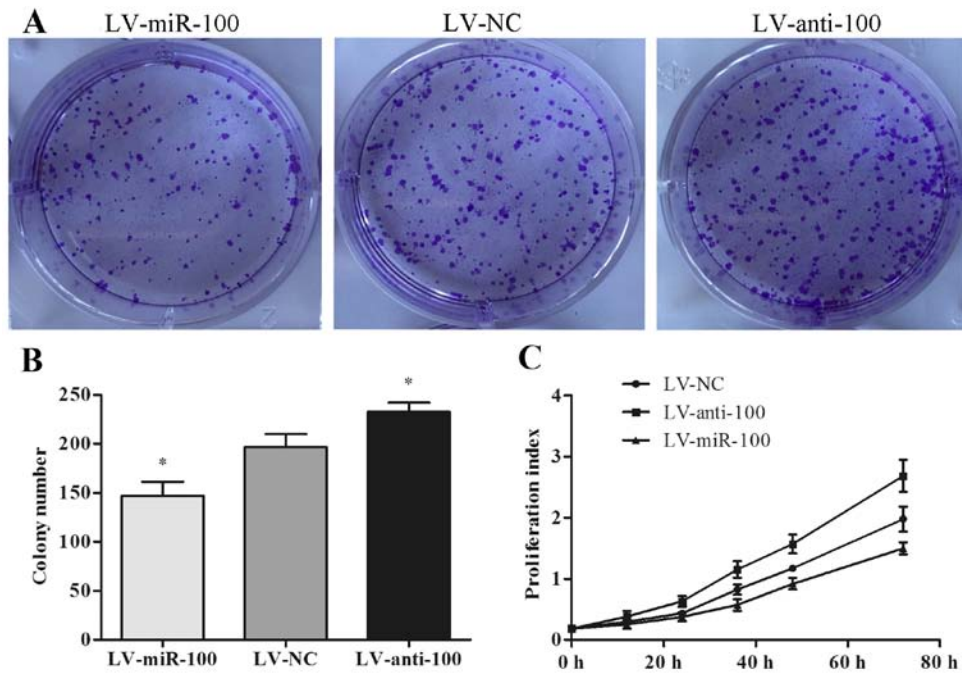 A
LV-miR-100 LV-NC LV-anti-100
B
Colony number
250
200
150
100
50
0
*
*
LV-miR-100 LV-NC LV-anti-100
C
LV-NC
LV-anti-100
LV-miR-100
Proliferation index
4
3
2
1
0
0 h 20 h 40 h 60 h 80 h